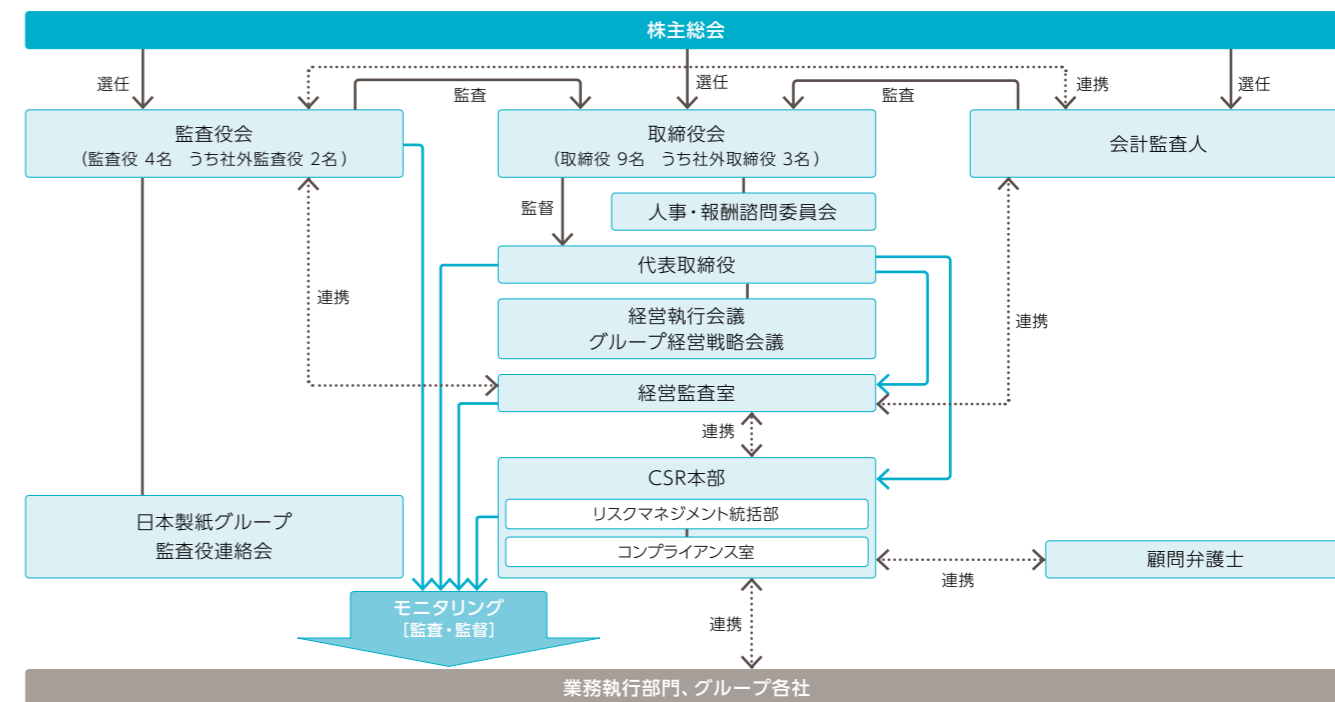 株主総会
選任
監査
選任
監査
連携
選任
監査役会
（監査役 4名　うち社外監査役 2名）
取締役会
（取締役 9名　うち社外取締役 3名）
会計監査人
監督
人事・報酬諮問委員会
代表取締役
連携
経営執行会議
グループ経営戦略会議
連携
経営監査室
連携
CSR本部
リスクマネジメント統括部
コンプライアンス室
日本製紙グループ
監査役連絡会
連携
顧問弁護士
モニタリング
［監査・監督］
連携
業務執行部門、グループ各社